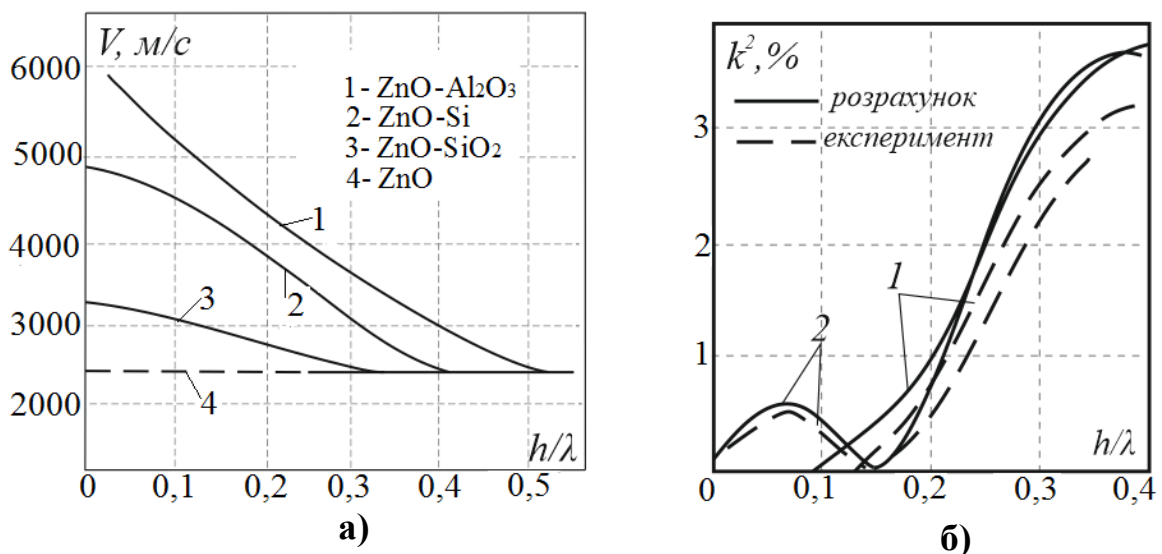 V, м/с
6000
5000
4000
3000
2000
1- ZnO-Al₂O₃
2- ZnO-Si
3- ZnO-SiO₂
4- ZnO
1
2
3
4
h/λ
0 0,1 0,2 0,3 0,4 0,5
а)
k²,%
розрахунок
експеримент
3
2
1
1
2
h/λ
0 0,1 0,2 0,3 0,4
б)